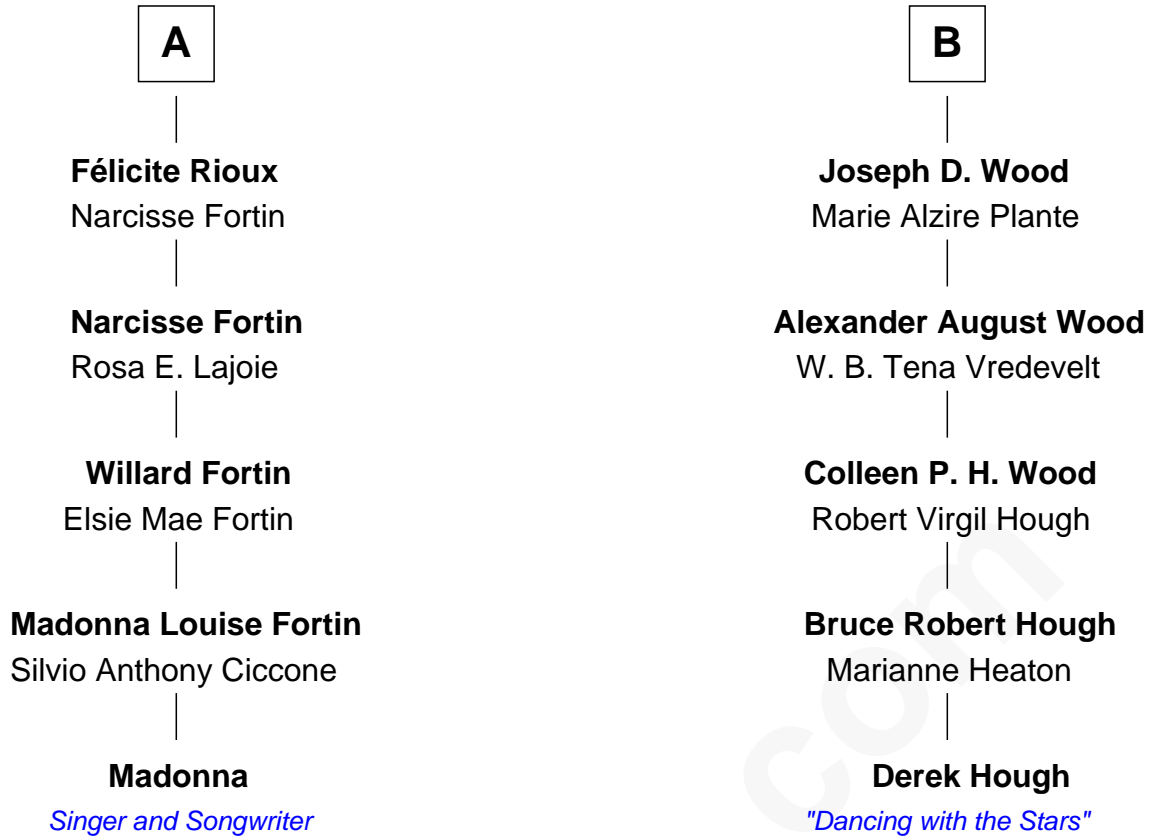 A
B
Félicite Rioux
Narcisse Fortin
Joseph D. Wood
Marie Alzire Plante
Narcisse Fortin
Rosa E. Lajoie
Alexander August Wood
W. B. Tena Vredevelt
Willard Fortin
Elsie Mae Fortin
Colleen P. H. Wood
Robert Virgil Hough
Madonna Louise Fortin
Silvio Anthony Ciccone
Bruce Robert Hough
Marianne Heaton
Madonna
Singer and Songwriter
Derek Hough
"Dancing with the Stars"
com